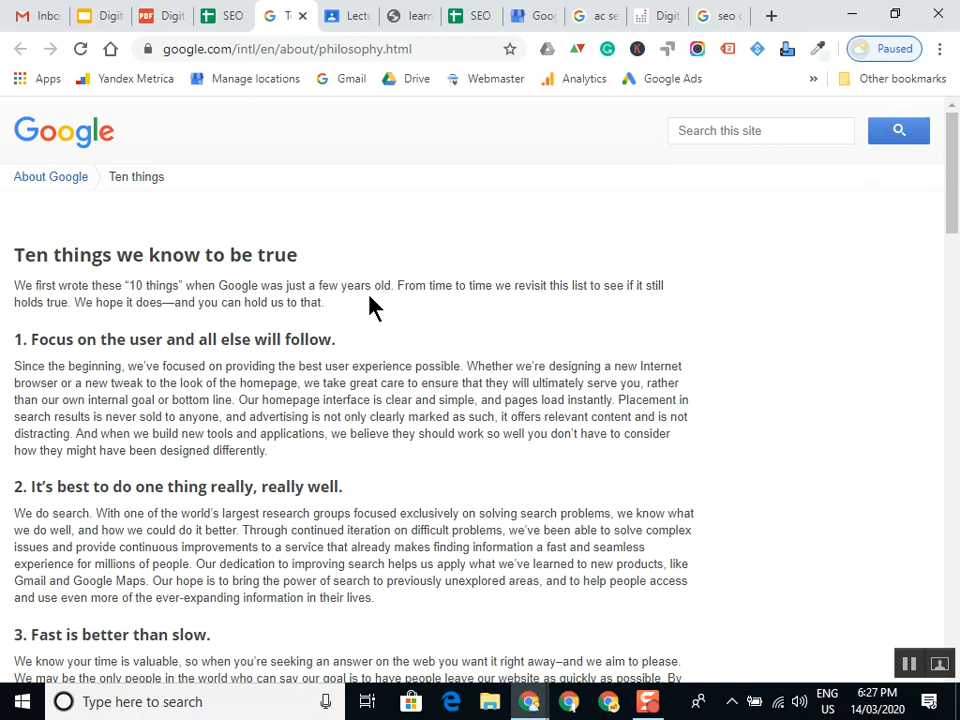 Inbo
Digit
PDF
Digit
SEO
T
Lectu
learn
SEO
Goog
ac se
Digit
seo c
google.com/intl/en/about/philosophy.html
K
2
Paused
Apps
Yandex Metrica
Manage locations
Gmail
Drive
Webmaster
Analytics
Google Ads
»
Other bookmarks
Google
Search this site
About Google
Ten things
Ten things we know to be true
We first wrote these “10 things” when Google was just a few years old. From time to time we revisit this list to see if it still
holds true. We hope it does—and you can hold us to that.
1. Focus on the user and all else will follow.
Since the beginning, we’ve focused on providing the best user experience possible. Whether we’re designing a new Internet
browser or a new tweak to the look of the homepage, we take great care to ensure that they will ultimately serve you, rather
than our own internal goal or bottom line. Our homepage interface is clear and simple, and pages load instantly. Placement in
search results is never sold to anyone, and advertising is not only clearly marked as such, it offers relevant content and is not
distracting. And when we build new tools and applications, we believe they should work so well you don’t have to consider
how they might have been designed differently.
2. It’s best to do one thing really, really well.
We do search. With one of the world’s largest research groups focused exclusively on solving search problems, we know what
we do well, and how we could do it better. Through continued iteration on difficult problems, we’ve been able to solve complex
issues and provide continuous improvements to a service that already makes finding information a fast and seamless
experience for millions of people. Our dedication to improving search helps us apply what we’ve learned to new products, like
Gmail and Google Maps. Our hope is to bring the power of search to previously unexplored areas, and to help people access
and use even more of the ever-expanding information in their lives.
3. Fast is better than slow.
We know your time is valuable, so when you’re seeking an answer on the web you want it right away–and we aim to please.
We may be the only people in the world who can say our goal is to have people leave our website as quickly as possible. By
Type here to search
ENG
US
6:27 PM
14/03/2020